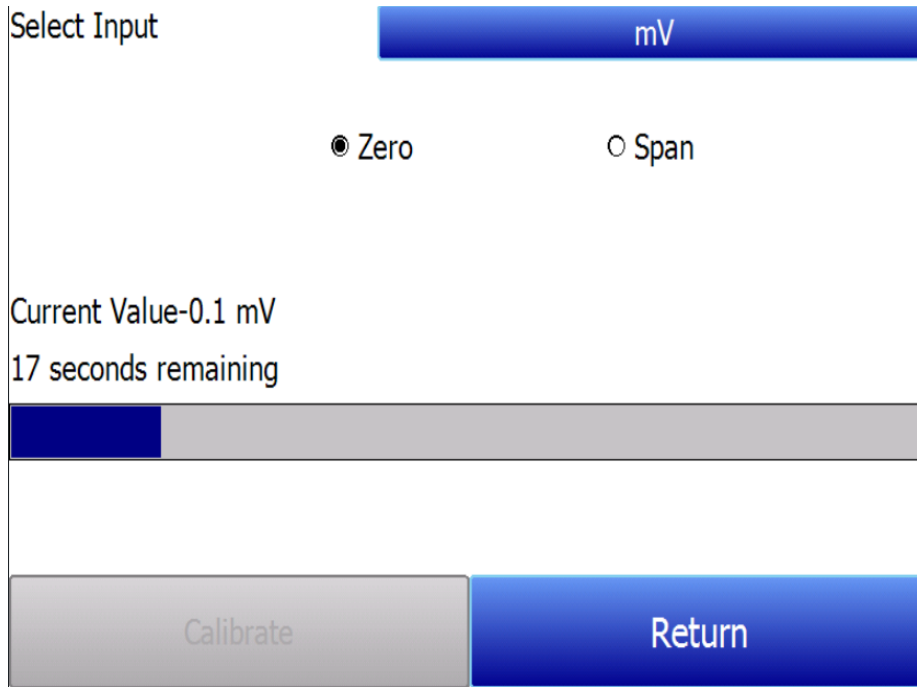 Select Input mV
Zero Span
Current Value-0.1 mV
17 seconds remaining
Calibrate Return